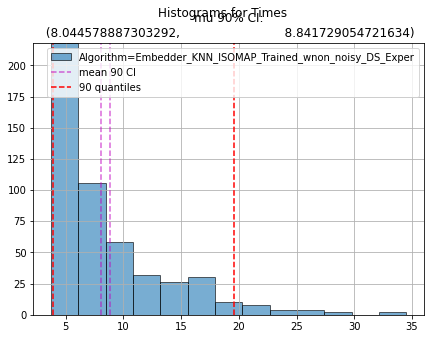 Histograms for Times
mu 90% CI:
(8.044578887303292, 8.841729054721634)
Algorithm=Embedder_KNN_ISOMAP_Trained_wnon_noisy_DS_Exper
mean 90 CI
90 quantiles
200
175
150
125
100
75
50
25
0
5 10 15 20 25 30 35